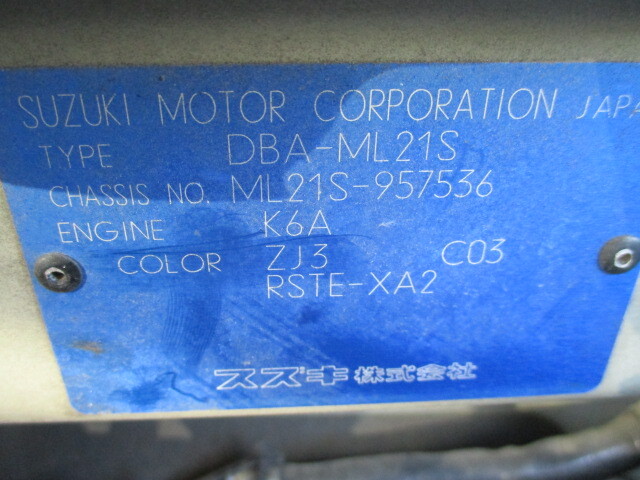 SUZUKI MOTOR CORPORATION JAPA
TYPE DBA-ML21S
CHASSIS NO. ML21S-957536
ENGINE K6A
COLOR ZJ3 C03
RSTE-XA2
スズキ株式会社